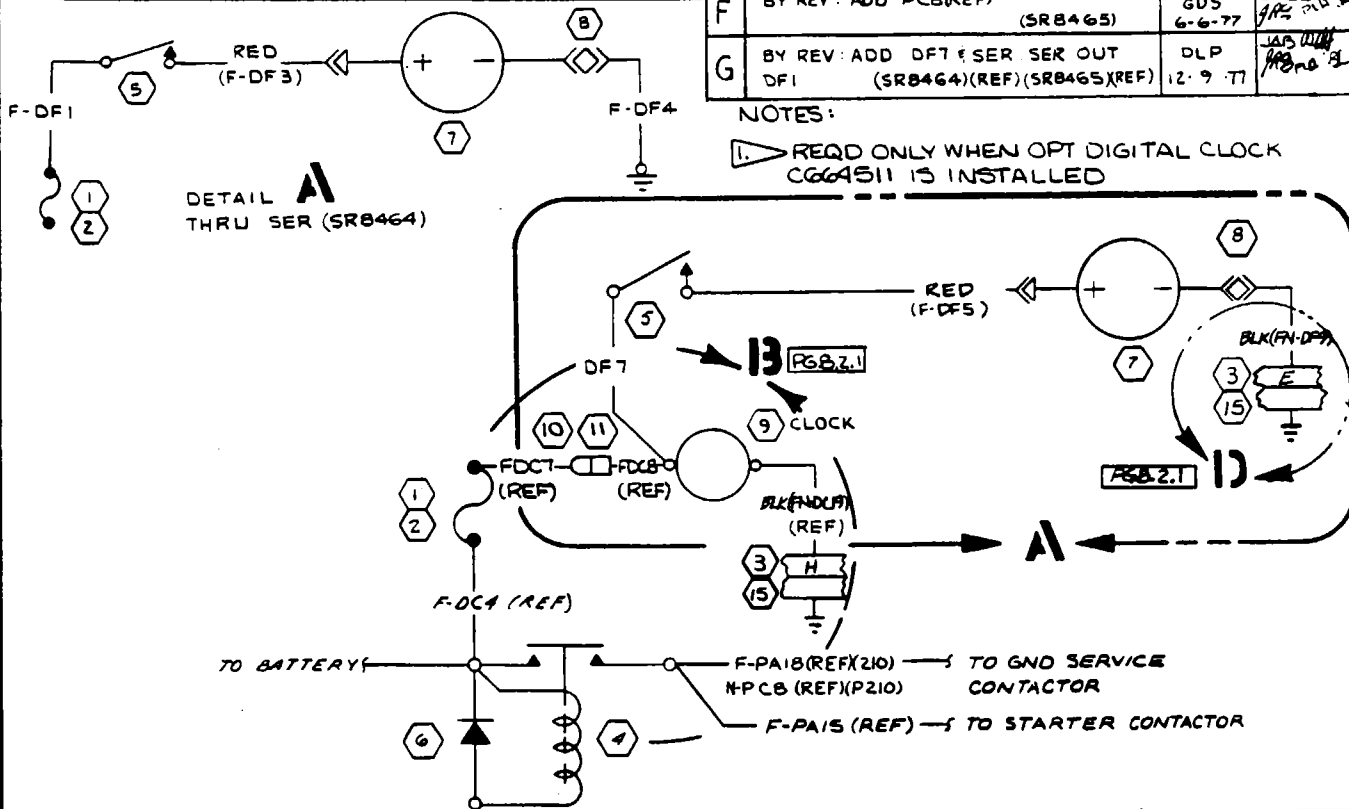 F
BY REV: ADD PCB(REF)
(SR8465)
GDS
6-6-77
G
BY REV: ADD DF7 & SER SER OUT
DF1 (SR8464)(REF)(SR8465)(REF)
DLP
12-9-77
NOTES:
1. REQD ONLY WHEN OPT DIGITAL CLOCK
C664511 IS INSTALLED
F-DF1
5
RED
(F-DF3)
+ -
7
8
F-DF4
1
2
DETAIL A
THRU SER (SR8464)
5
RED
(F-DF5)
+ -
7
8
BLK(FN-DF9)
3
E
15
D
PG8.2.1
B
PG8.2.1
DF7
10
11
9
CLOCK
FDC7
(REF)
FDC8
(REF)
BLK(FN-DC19)
(REF)
3
H
15
A
1
2
F-DC4 (REF)
TO BATTERY
F-PA18(REF)(210)
TO GND SERVICE
N-PC8 (REF)(P210)
CONTACTOR
F-PA15 (REF)
TO STARTER CONTACTOR
6
4